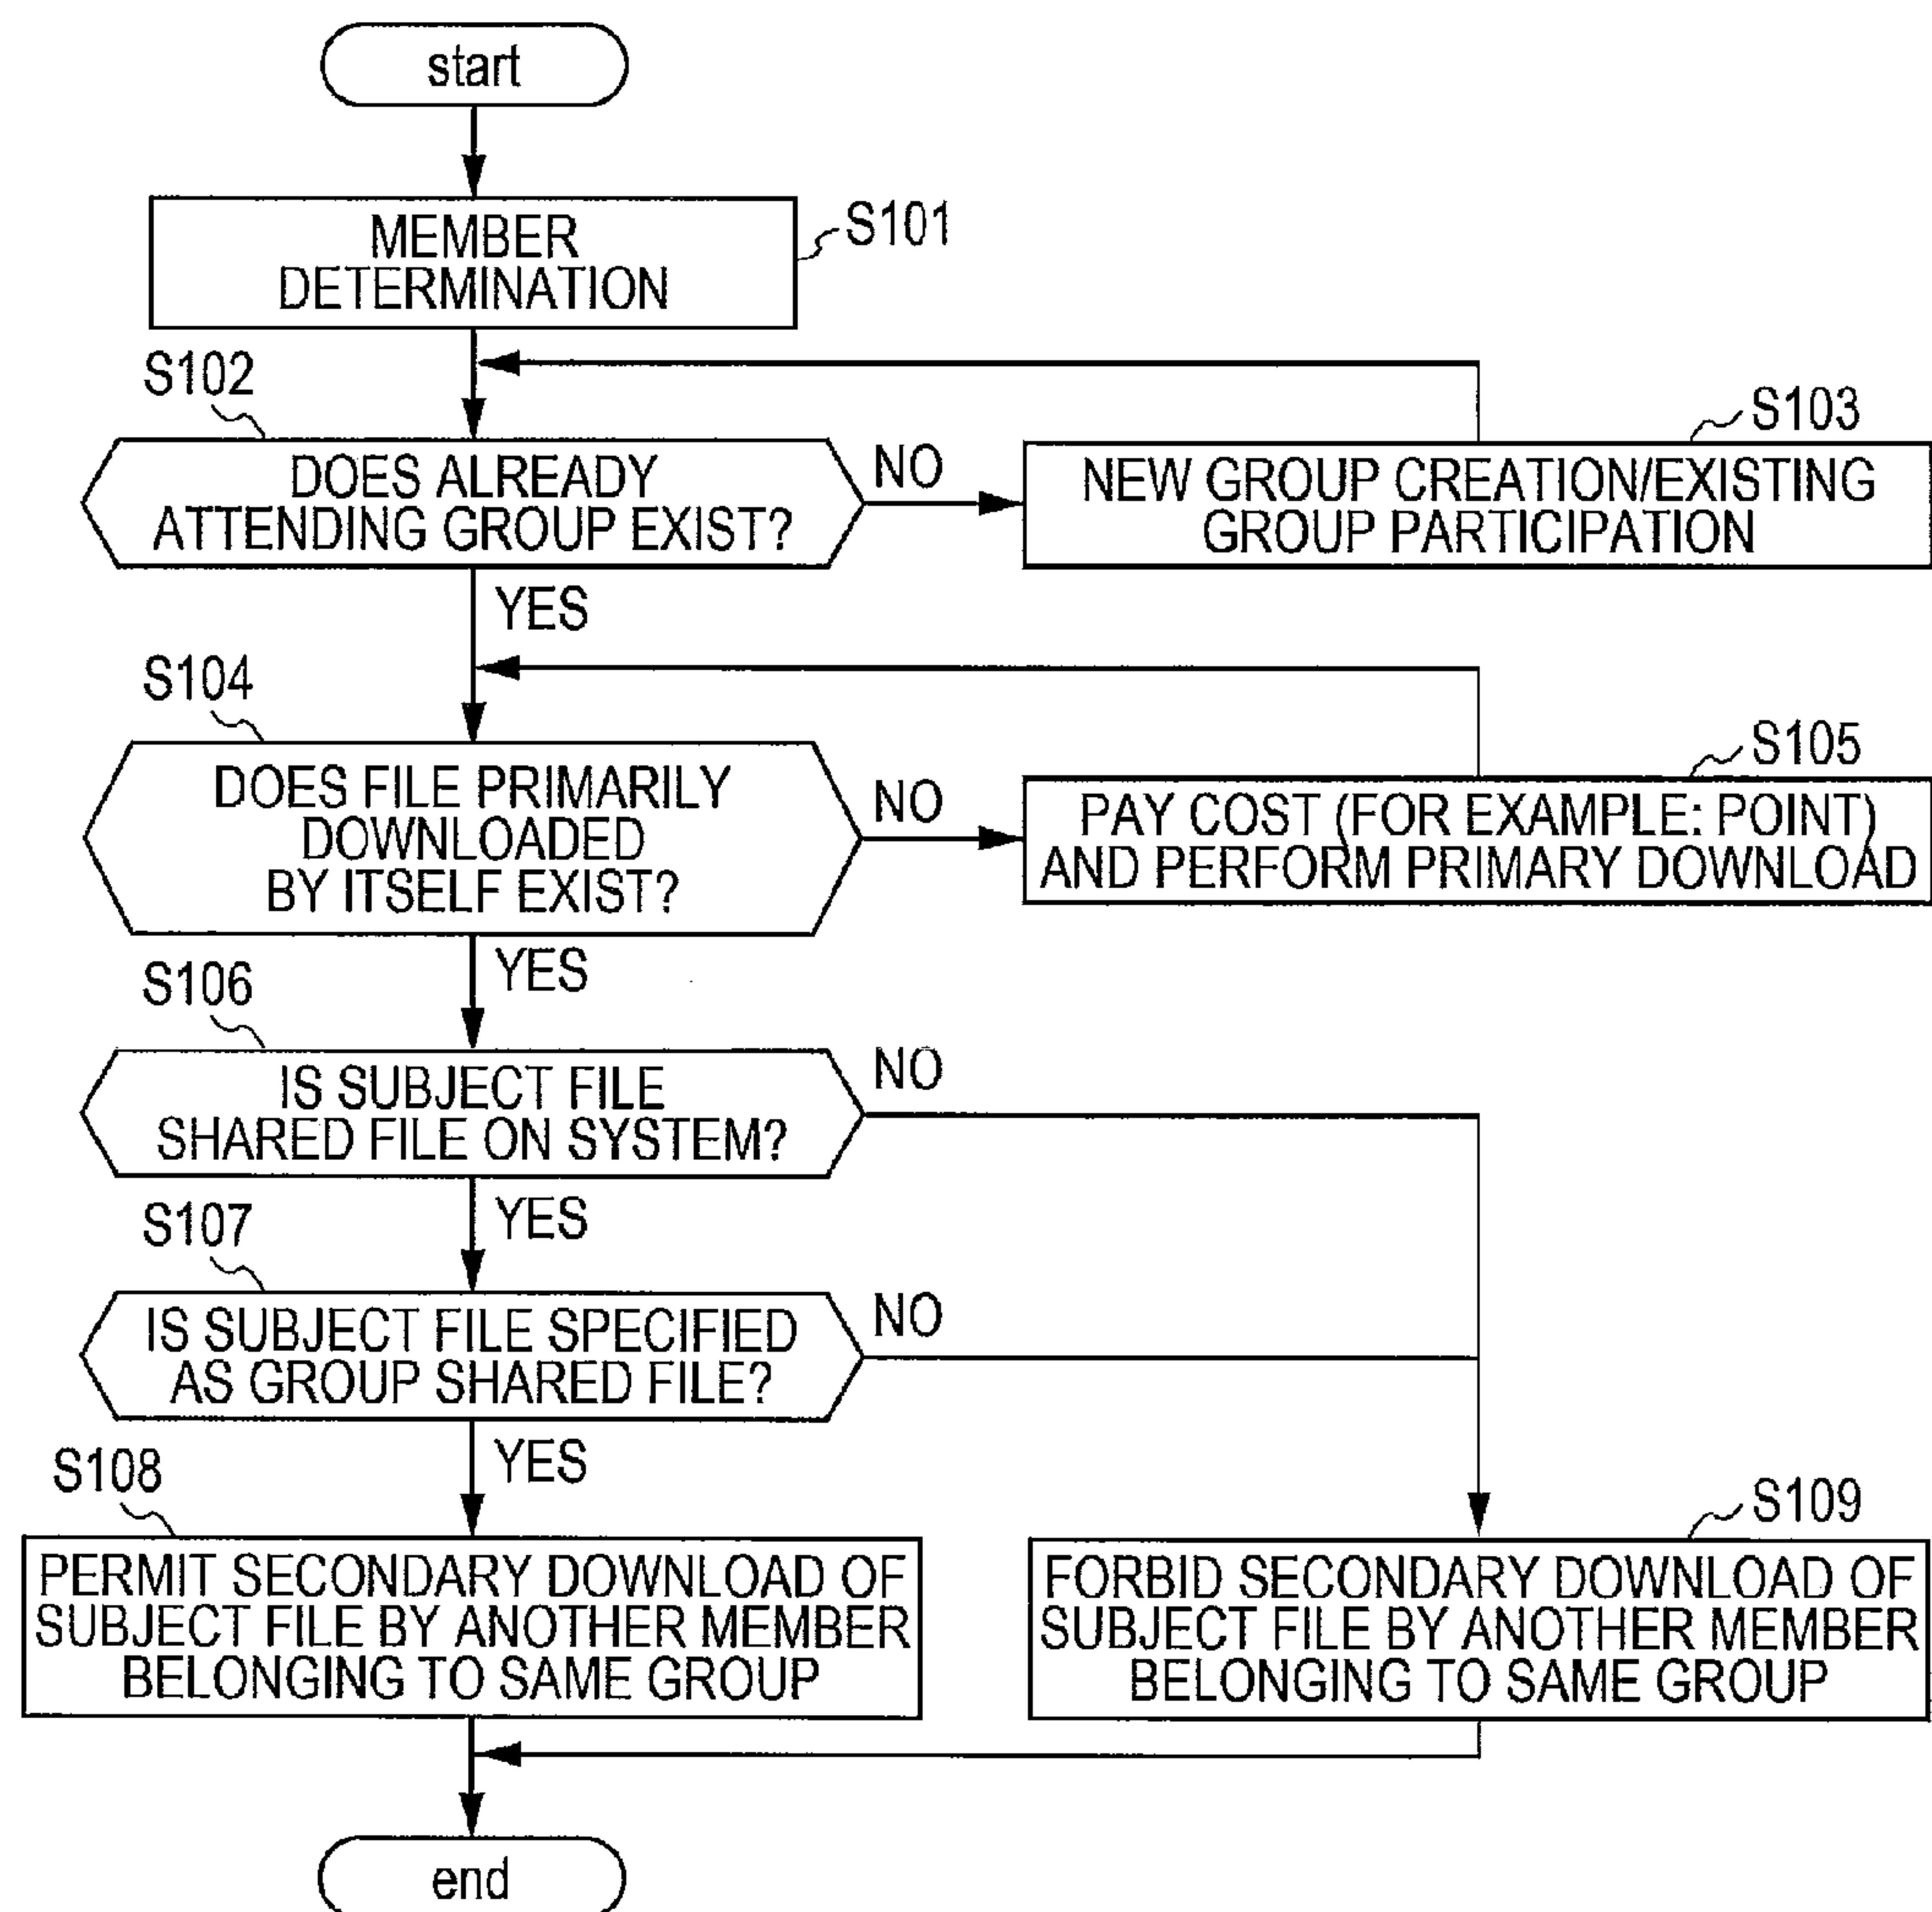 start
MEMBER
DETERMINATION
S101
S102
DOES ALREADY
ATTENDING GROUP EXIST?
NO
S103
NEW GROUP CREATION/EXISTING
GROUP PARTICIPATION
YES
S104
DOES FILE PRIMARILY
DOWNLOADED
BY ITSELF EXIST?
NO
S105
PAY COST (FOR EXAMPLE: POINT)
AND PERFORM PRIMARY DOWNLOAD
YES
S106
IS SUBJECT FILE
SHARED FILE ON SYSTEM?
NO
YES
S107
IS SUBJECT FILE SPECIFIED
AS GROUP SHARED FILE?
NO
YES
S108
PERMIT SECONDARY DOWNLOAD OF
SUBJECT FILE BY ANOTHER MEMBER
BELONGING TO SAME GROUP
S109
FORBID SECONDARY DOWNLOAD OF
SUBJECT FILE BY ANOTHER MEMBER
BELONGING TO SAME GROUP
end